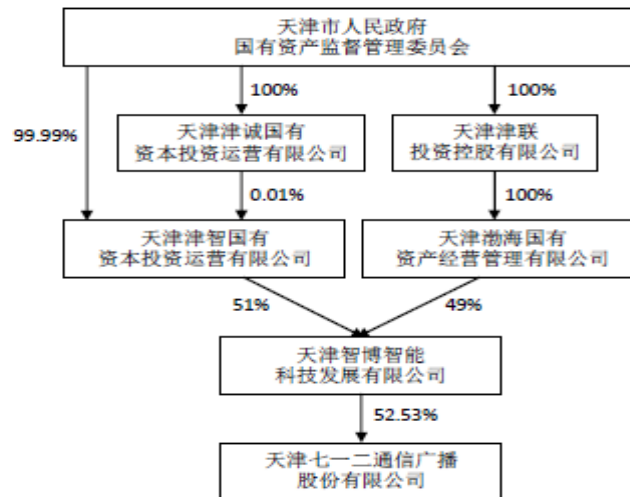 天津市人民政府
国有资产监督管理委员会
100%
100%
99.99%
天津津诚国有
资本投资运营有限公司
天津津联
投资控股有限公司
0.01%
100%
天津津智国有
资本投资运营有限公司
天津渤海国有
资产经营管理有限公司
51%
49%
天津智博智能
科技发展有限公司
52.53%
天津七一二通信广播
股份有限公司